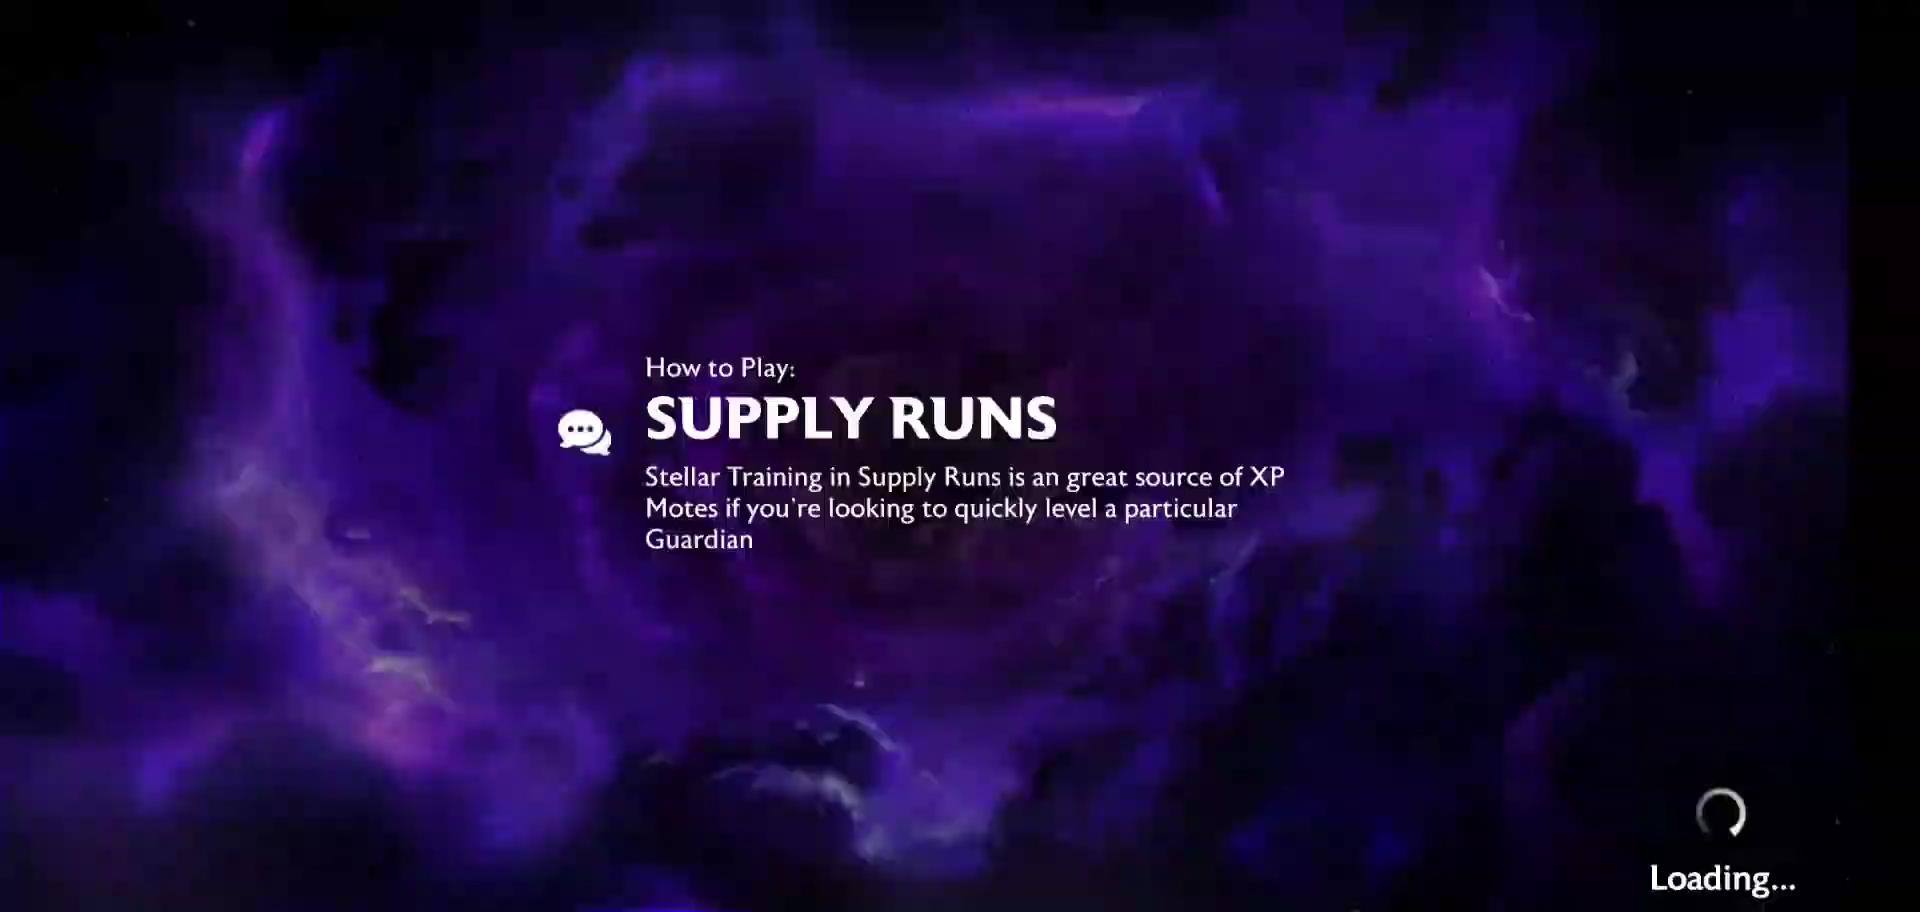 How to Play:
SUPPLY RUNS
Stellar Training in Supply Runs is an great source of XP
Motes if you're looking to quickly level a particular
Guardian
Loading...